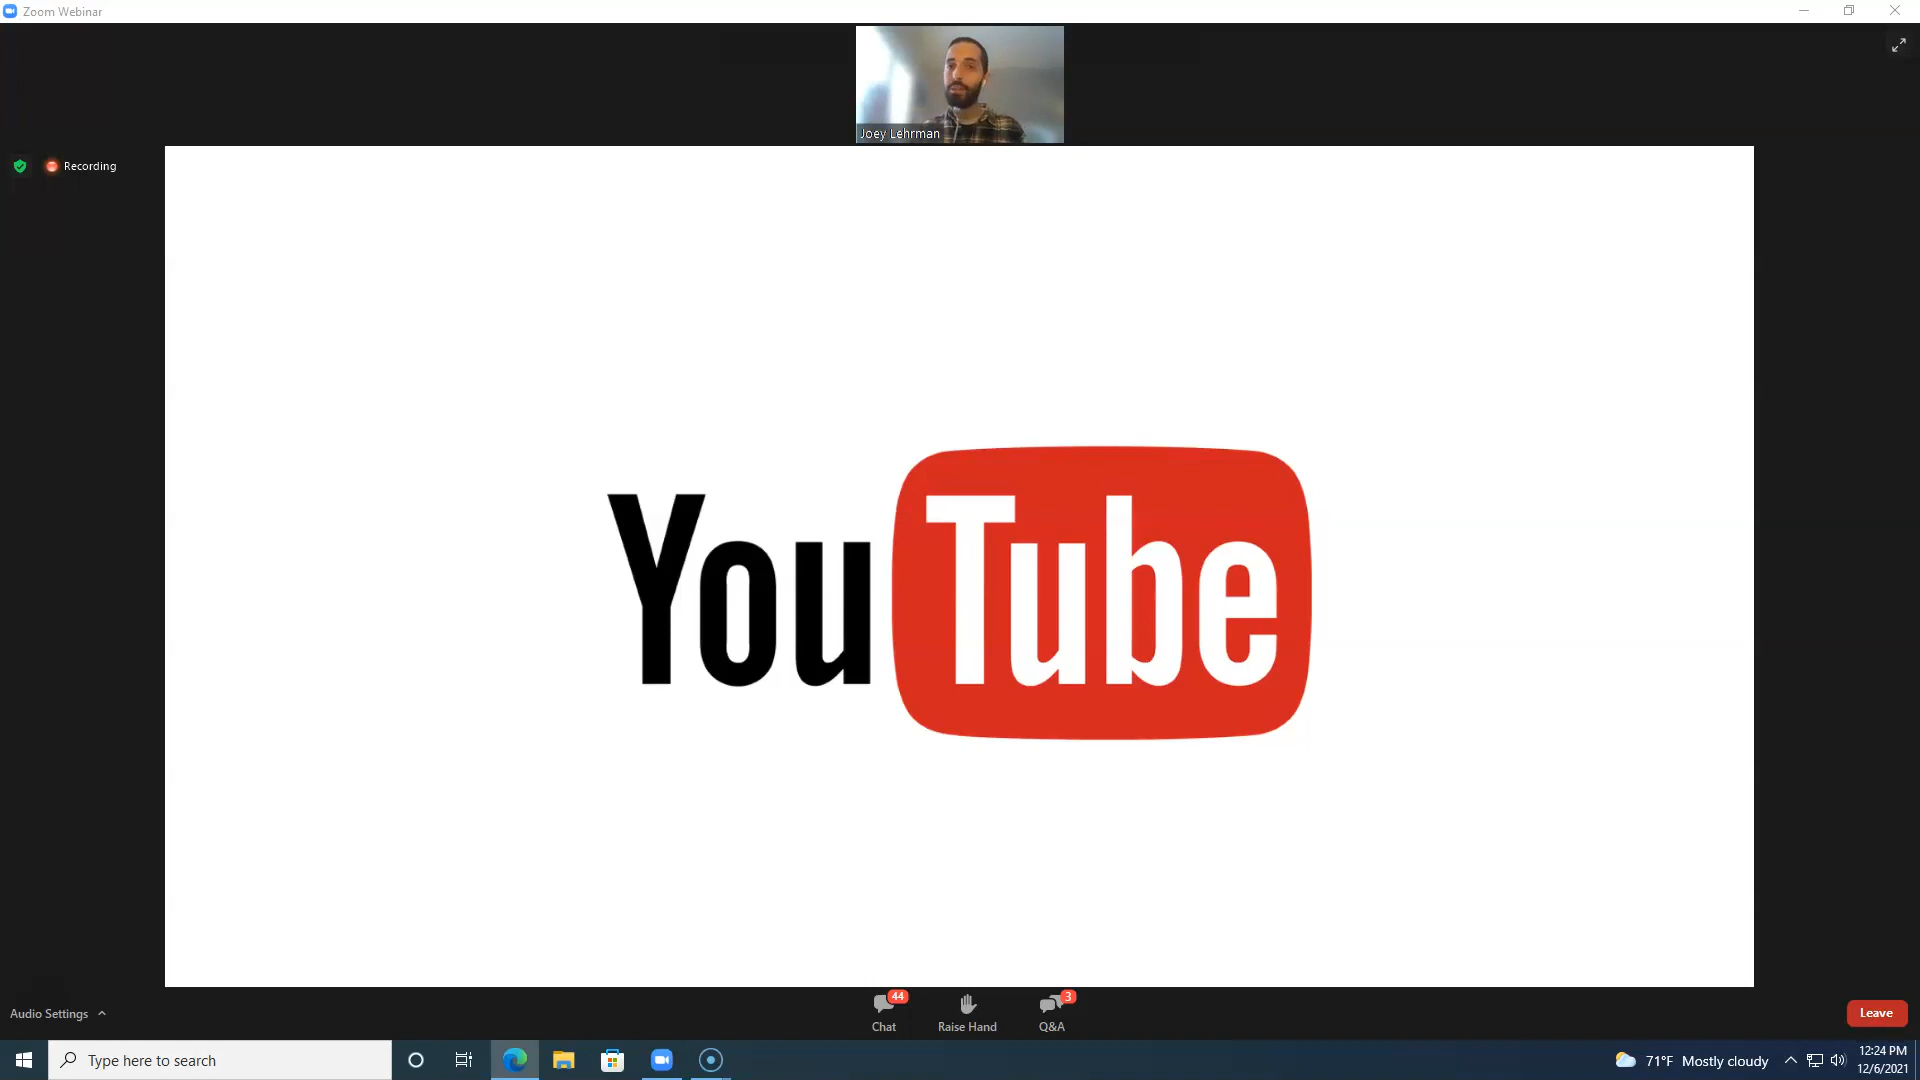 Zoom Webinar
Joey Lehrman
Recording
YouTube
Audio Settings
44
Chat
Raise Hand
3
Q&A
Leave
Type here to search
71°F Mostly cloudy
12:24 PM
12/6/2021